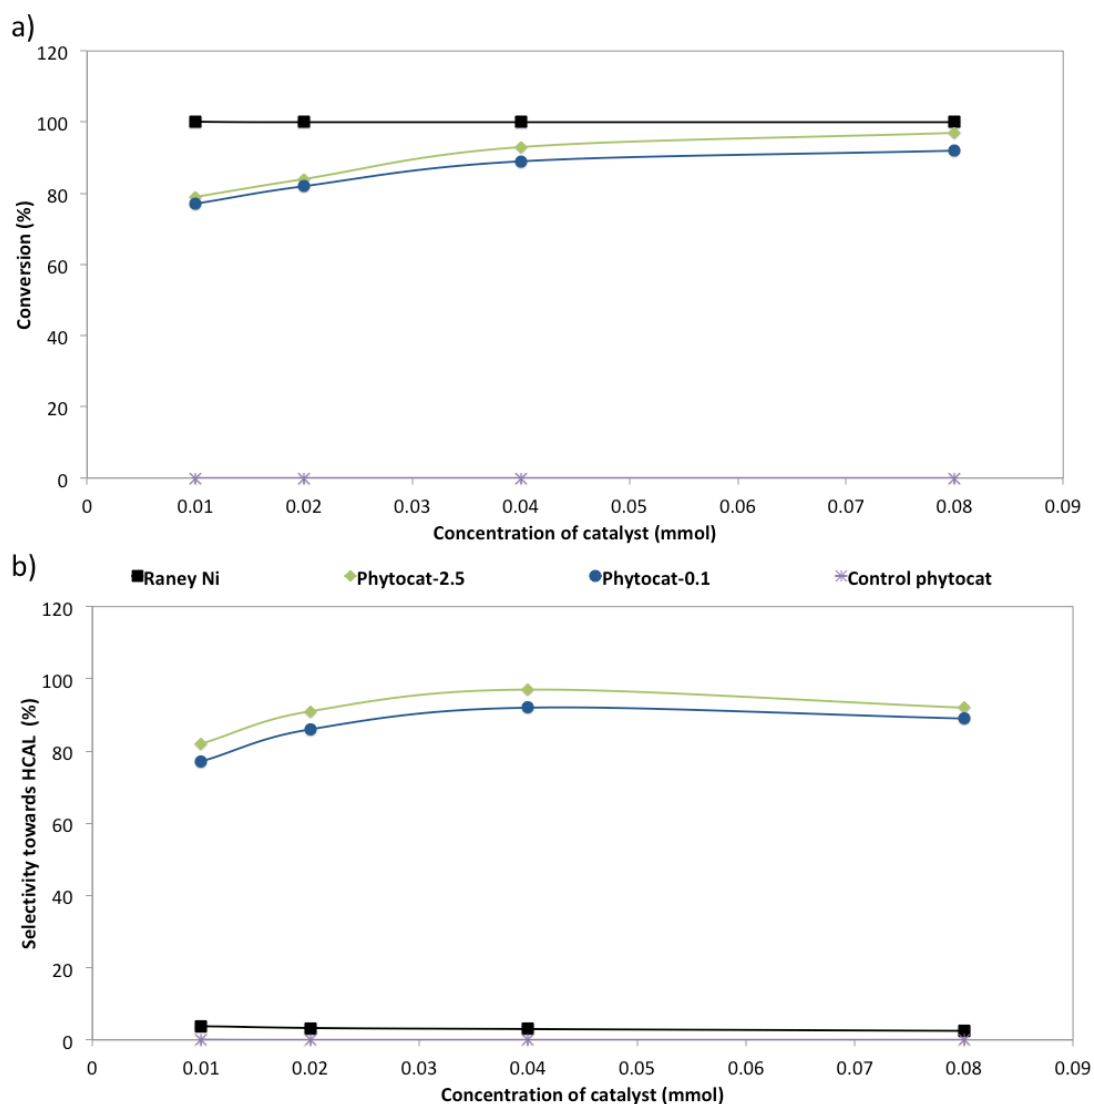 a)
120
100
80
60
40
20
0
Conversion (%)
0 0.01 0.02 0.03 0.04 0.05 0.06 0.07 0.08 0.09
Concentration of catalyst (mmol)
b)
Raney Ni Phytocat-2.5 Phytocat-0.1 Control phytocat
120
100
80
60
40
20
0
Selectivity towards HCAL (%)
0 0.01 0.02 0.03 0.04 0.05 0.06 0.07 0.08 0.09
Concentration of catalyst (mmol)